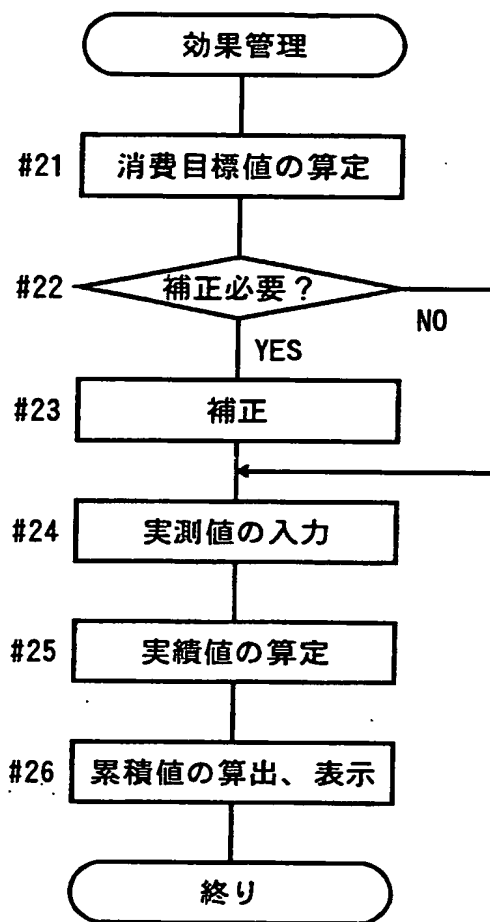 効果管理
#21 消費目標値の算定
#22 補正必要?
NO
YES
#23 補正
#24 実測値の入力
#25 実績値の算定
#26 累積値の算出、表示
終り